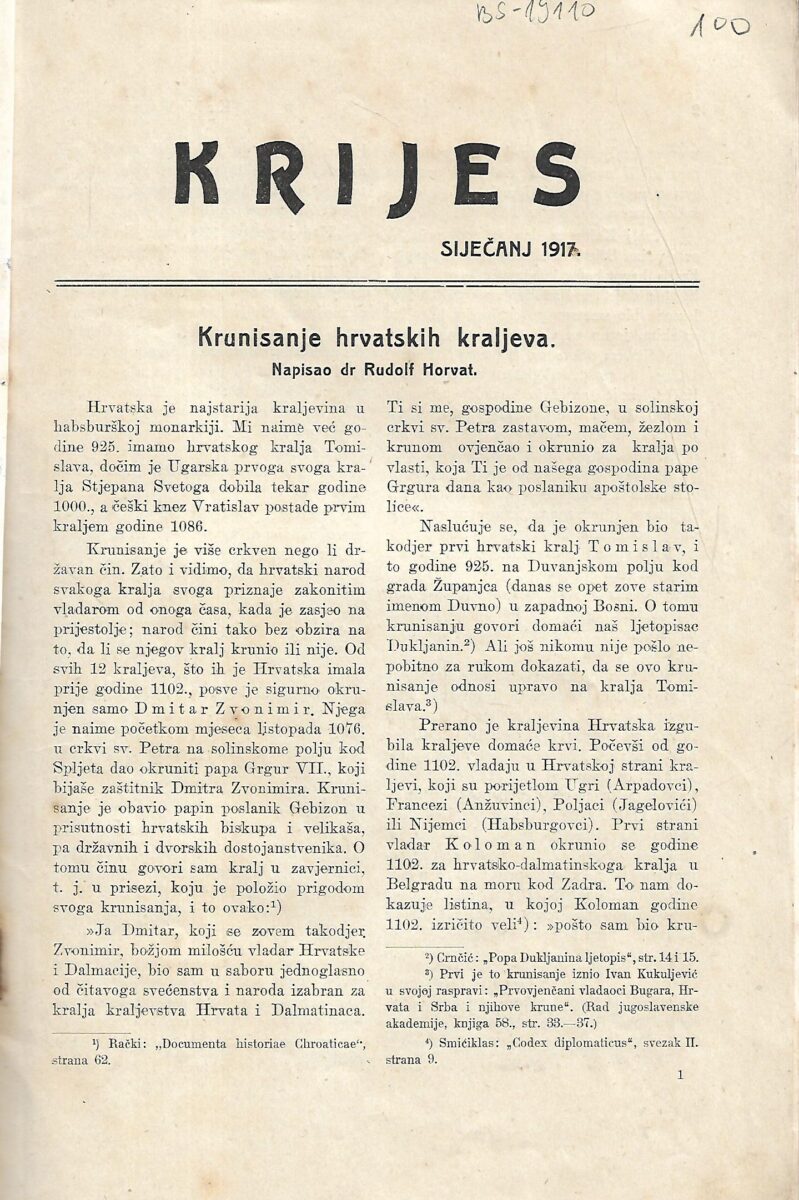 BS-19110
100
KRIJES
SIJEČANJ 1917.
Krunisanje hrvatskih kraljeva.
Napisao dr Rudolf Horvat.
Hrvatska je najstarija kraljevina u
habsburškoj monarkiji. Mi naime već go-
dine 925. imamo hrvatskog kralja Tomi-
slava, dočim je Ugarska prvoga svoga kra-
lja Stjepana Svetoga dobila tekar godine
1000., a češki knez Vratislav postade prvim
kraljem godine 1086.
Krunisanje je više crkven nego li dr-
žavan čin. Zato i vidimo, da hrvatski narod
svakoga kralja svoga priznaje zakonitim
vladarom od onoga časa, kada je zasjeo na
prijestolje; narod čini tako bez obzira na
to, da li se njegov kralj krunio ili nije. Od
svih 12 kraljeva, što ih je Hrvatska imala
prije godine 1102., posve je sigurno okru-
njen samo Dmitar Zvonimir. Njega
je naime početkom mjeseca listopada 1076.
u crkvi sv. Petra na solinskome polju kod
Spljeta dao okruniti papa Grgur VII., koji
bijaše zaštitnik Dmitra Zvonimira. Kruni-
sanje je obavio papin poslanik Gebizon u
prisutnosti hrvatskih biskupa i velikaša,
pa državnih i dvorskih dostojanstvenika. O
tomu činu govori sam kralj u zavjernici,
t. j. u prisezi, koju je položio prigodom
svoga krunisanja, i to ovako:¹)
»Ja Dmitar, koji se zovem takodjer
Zvonimir, božjom milošću vladar Hrvatske
i Dalmacije, bio sam u saboru jednoglasno
od čitavoga svećenstva i naroda izabran za
kralja kraljevstva Hrvata i Dalmatinaca.
¹) Rački: „Documenta historiae Chroaticae“,
strana 62.
Ti si me, gospodine Gebizone, u solinskoj
crkvi sv. Petra zastavom, mačem, žezlom i
krunom ovjenčao i okrunio za kralja po
vlasti, koja Ti je od našega gospodina pape
Grgura dana kao poslaniku apoštolske sto-
lice«.
Naslućuje se, da je okrunjen bio ta-
kodjer prvi hrvatski kralj Tomislav, i
to godine 925. na Duvanjskom polju kod
grada Županjca (danas se opet zove starim
imenom Duvno) u zapadnoj Bosni. O tomu
krunisanju govori domaći naš ljetopisac
Dukljanin.²) Ali još nikomu nije pošlo ne-
pobitno za rukom dokazati, da se ovo kru-
nisanje odnosi upravo na kralja Tomi-
slava.³)
Prerano je kraljevina Hrvatska izgu-
bila kraljeve domaće krvi. Počevši od go-
dine 1102. vladaju u Hrvatskoj strani kra-
ljevi, koji su porijetlom Ugri (Arpadovci),
Francezi (Anžuvinci), Poljaci (Jagelovići)
ili Nijemci (Habsburgovci). Prvi strani
vladar Koloman okrunio se godine
1102. za hrvatsko-dalmatinskoga kralja u
Belgradu na moru kod Zadra. To nam do-
kazuje listina, u kojoj Koloman godine
1102. izričito veli⁴): »pošto sam bio kru-
²) Crnčić: „Popa Dukljanina ljetopis“, str. 14 i 15.
³) Prvi je to krunisanje iznio Ivan Kukuljević
u svojoj raspravi: „Prvovjenčani vladaoci Bugara, Hr-
vata i Srba i njihove krune“. (Rad jugoslavenske
akademije, knjiga 58., str. 33.—37.)
⁴) Smičiklas: „Codex diplomaticus“, svezak II.
strana 9.
1